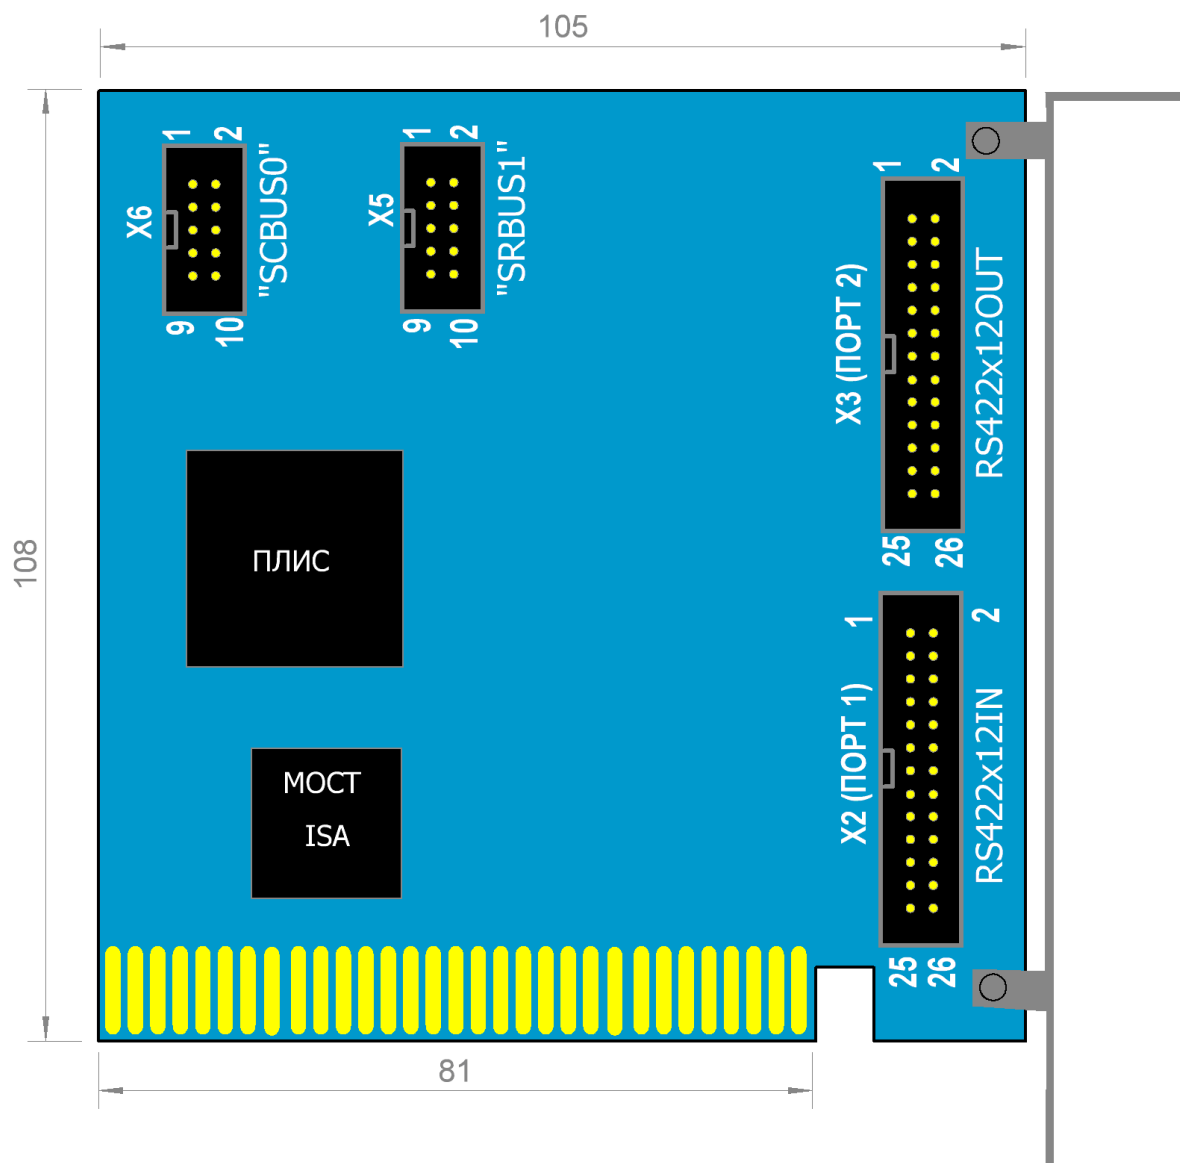 105
1 2
X6
"SCBUS0"
9 10
1 2
X5
"SRBUS1"
9 10
1 2
X3 (ПОРТ 2)
RS422x12OUT
25 26
108
ПЛИС
1 2
X2 (ПОРТ 1)
RS422x12IN
25 26
МОСТ
ISA
81